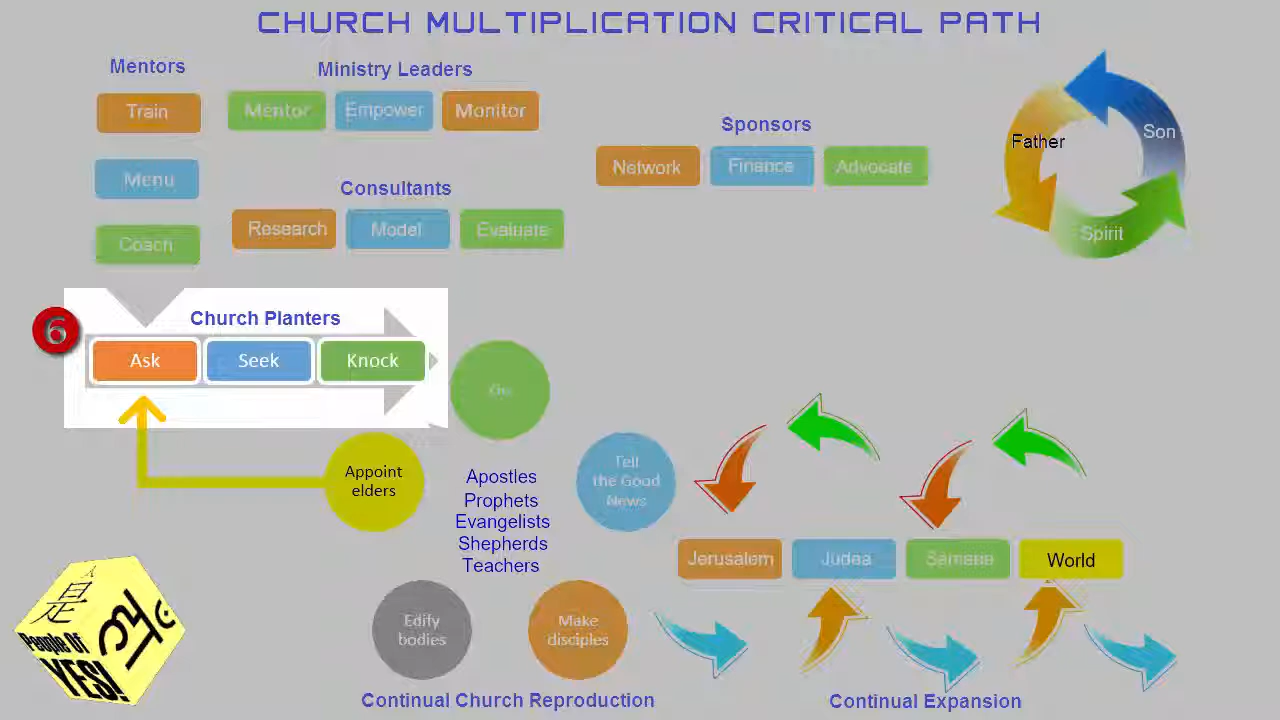 CHURCH MULTIPLICATION CRITICAL PATH
Mentors
Train
Menu
Coach
Ministry Leaders
Mentor
Empower
Monitor
Consultants
Research
Model
Evaluate
Sponsors
Network
Finance
Advocate
Father
Son
Spirit
6
Church Planters
Ask
Seek
Knock
Go
Tell
the Good
News
Make
disciples
Edify
bodies
Appoint
elders
Apostles
Prophets
Evangelists
Shepherds
Teachers
Jerusalem
Judea
Samaria
World
是
People Of
YES!
Continual Church Reproduction
Continual Expansion